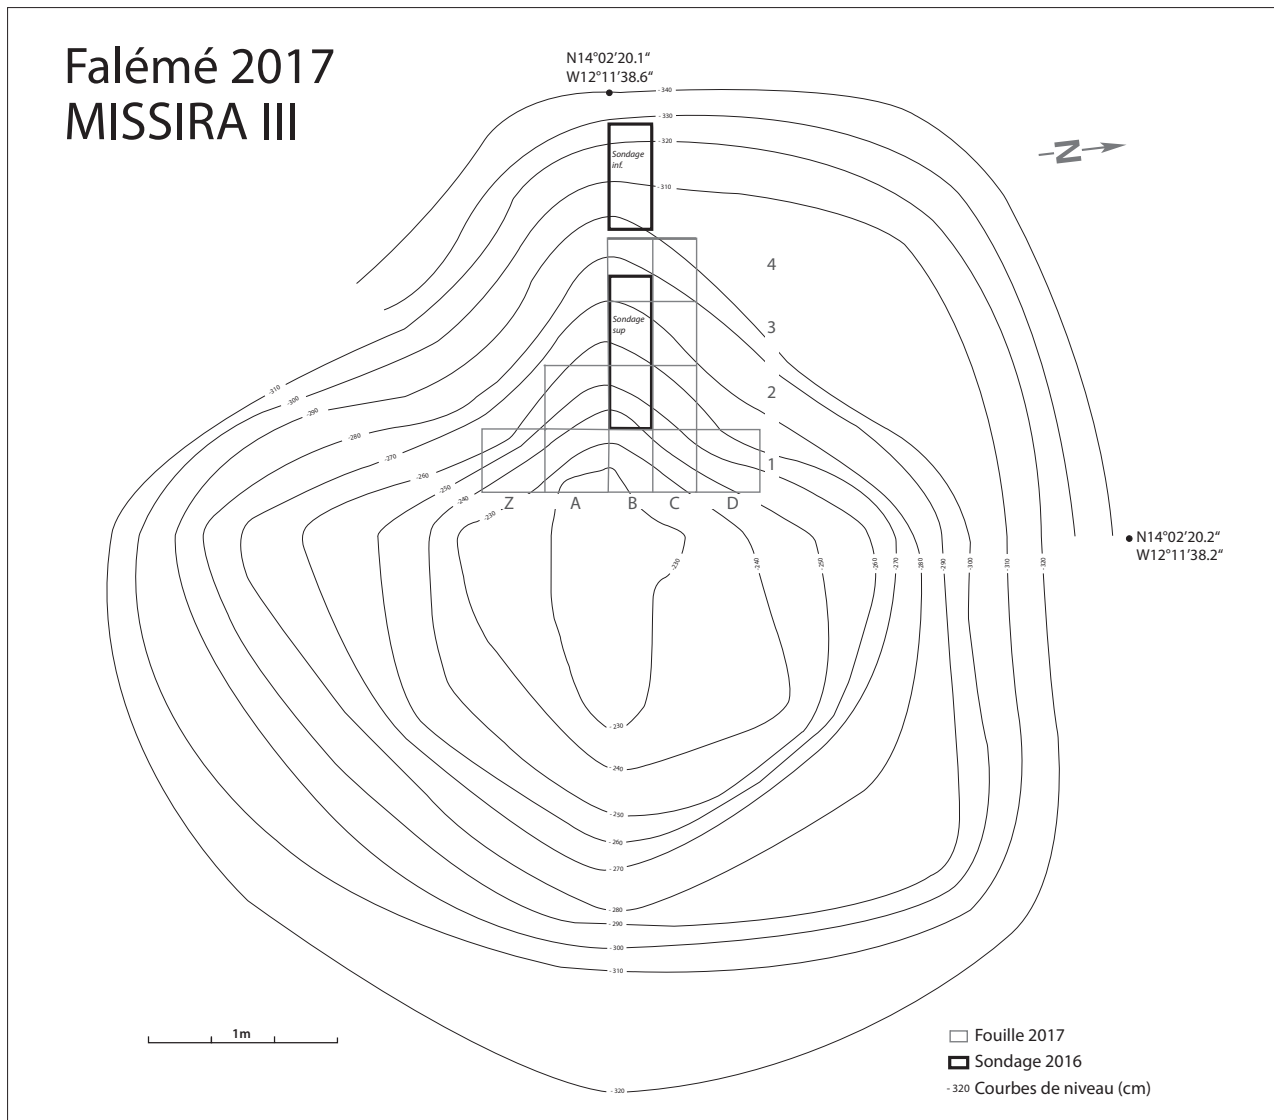 Falémé 2017
MISSIRA III
N14°02'20.1“
W12°11'38.6“
-340
-330
-320
-310
N
Sondage
inf.
4
Sondage
sup
3
2
1
-310
-300
-290
-280
-270
-260
-250
-240
-230
Z A B C D
N14°02'20.2“
W12°11'38.2“
-230
-240
-250
-260
-270
-280
-290
-300
-310
-320
-230
-240
-250
-260
-270
-280
-290
-300
-310
-320
1m
Fouille 2017
Sondage 2016
-320 Courbes de niveau (cm)